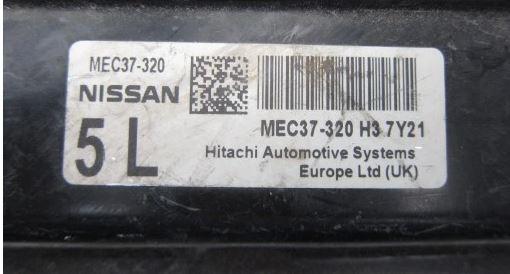 MEC37-320
NISSAN
5 L
MEC37-320 H3 7Y21
Hitachi Automotive Systems
Europe Ltd (UK)